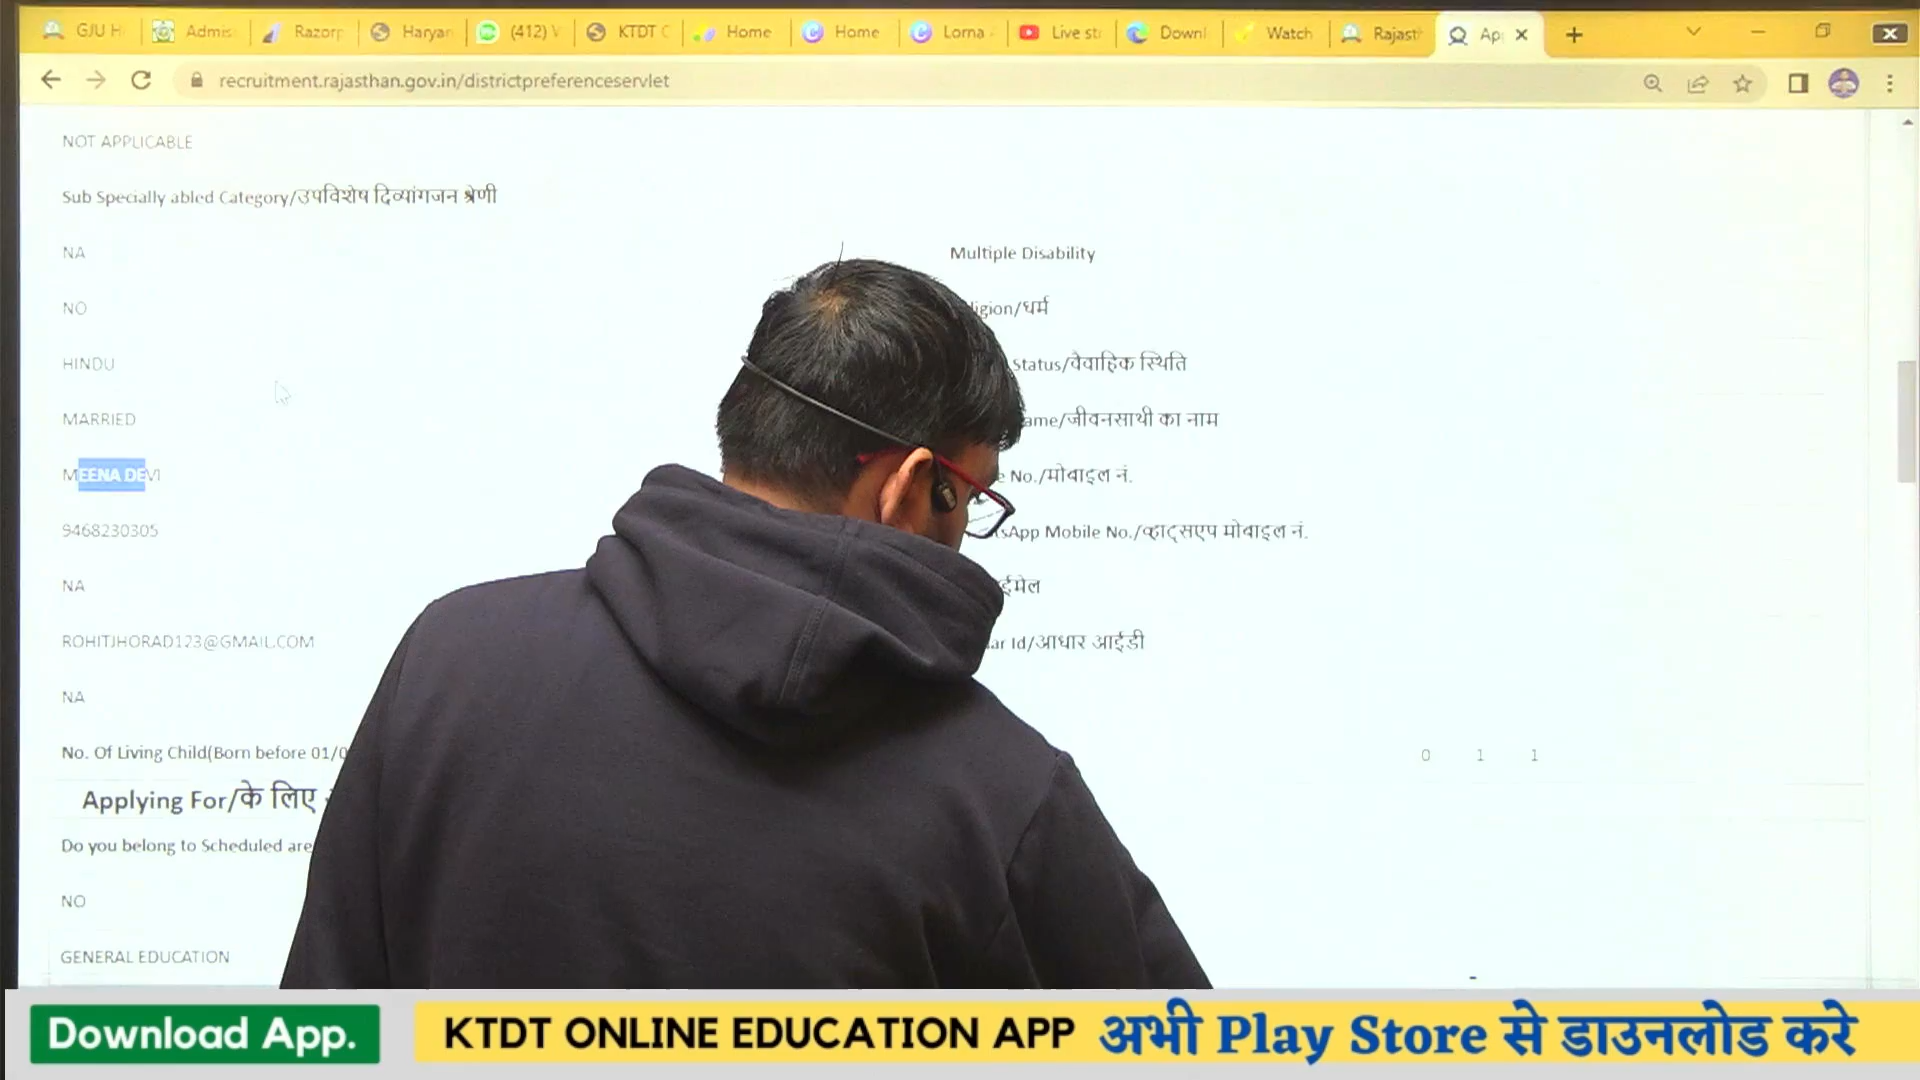 GJU H
Admis
Razorp
Haryan
(412) V
KTDT C
Home
Home
Lorna
Live str
Downl
Watch
Rajasth
Ap
recruitment.rajasthan.gov.in/districtpreferenceservlet
NOT APPLICABLE
Sub Specially abled Category/उपविशेष दिव्यांगजन श्रेणी
NA Multiple Disability
NO ligion/धर्म
HINDU Status/वैवाहिक स्थिति
MARRIED ame/जीवनसाथी का नाम
MEENA DEVI e No./मोबाइल नं.
9468230305 tsApp Mobile No./व्हाट्सएप मोबाइल नं.
NA ईमेल
ROHITJHORAD123@GMAIL.COM ar Id/आधार आईडी
NA
No. Of Living Child(Born before 01/0 0 1 1
Applying For/के लिए
Do you belong to Scheduled are
NO
GENERAL EDUCATION
Download App. KTDT ONLINE EDUCATION APP अभी Play Store से डाउनलोड करे